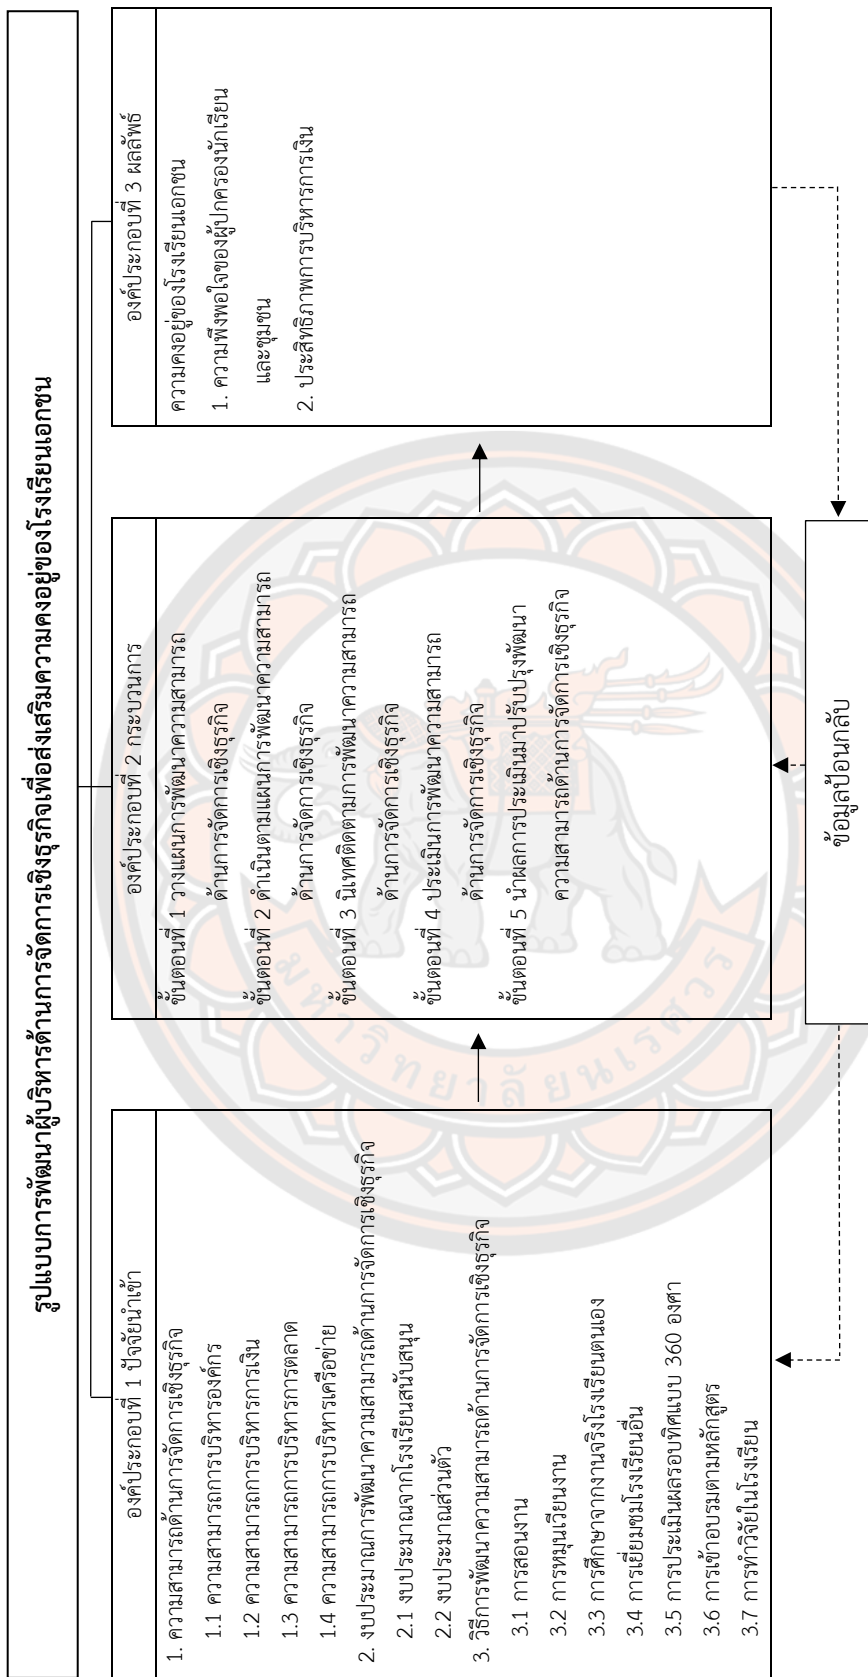 รูปแบบการพัฒนาผู้บริหารด้านการจัดการเชิงธุรกิจเพื่อส่งเสริมความคงอยู่ของโรงเรียนเอกชน
องค์ประกอบที่ 1 ปัจจัยนำเข้า
1. ความสามารถด้านการจัดการเชิงธุรกิจ
1.1 ความสามารถการบริหารองค์กร
1.2 ความสามารถการบริหารการเงิน
1.3 ความสามารถการบริหารการตลาด
1.4 ความสามารถการบริหารเครือข่าย
2. งบประมาณการพัฒนาความสามารถด้านการจัดการเชิงธุรกิจ
2.1 งบประมาณจากโรงเรียนสนับสนุน
2.2 งบประมาณส่วนตัว
3. วิธีการพัฒนาความสามารถด้านการจัดการเชิงธุรกิจ
3.1 การสอนงาน
3.2 การหมุนเวียนงาน
3.3 การศึกษาจากงานจริงโรงเรียนตนเอง
3.4 การเยี่ยมชมโรงเรียนอื่น
3.5 การประเมินผลรอบทิศแบบ 360 องศา
3.6 การเข้าอบรมตามหลักสูตร
3.7 การทำวิจัยในโรงเรียน
องค์ประกอบที่ 2 กระบวนการ
ขั้นตอนที่ 1 วางแผนการพัฒนาความสามารถ
ด้านการจัดการเชิงธุรกิจ
ขั้นตอนที่ 2 ดำเนินตามแผนการพัฒนาความสามารถ
ด้านการจัดการเชิงธุรกิจ
ขั้นตอนที่ 3 นิเทศติดตามการพัฒนาความสามารถ
ด้านการจัดการเชิงธุรกิจ
ขั้นตอนที่ 4 ประเมินการพัฒนาความสามารถ
ด้านการจัดการเชิงธุรกิจ
ขั้นตอนที่ 5 นำผลการประเมินมาปรับปรุงพัฒนา
ความสามารถด้านการจัดการเชิงธุรกิจ
องค์ประกอบที่ 3 ผลลัพธ์
ความคงอยู่ของโรงเรียนเอกชน
1. ความพึงพอใจของผู้ปกครองนักเรียน
และชุมชน
2. ประสิทธิภาพการบริหารการเงิน
ข้อมูลป้อนกลับ
มหาวิทยาลัยนเรศวร